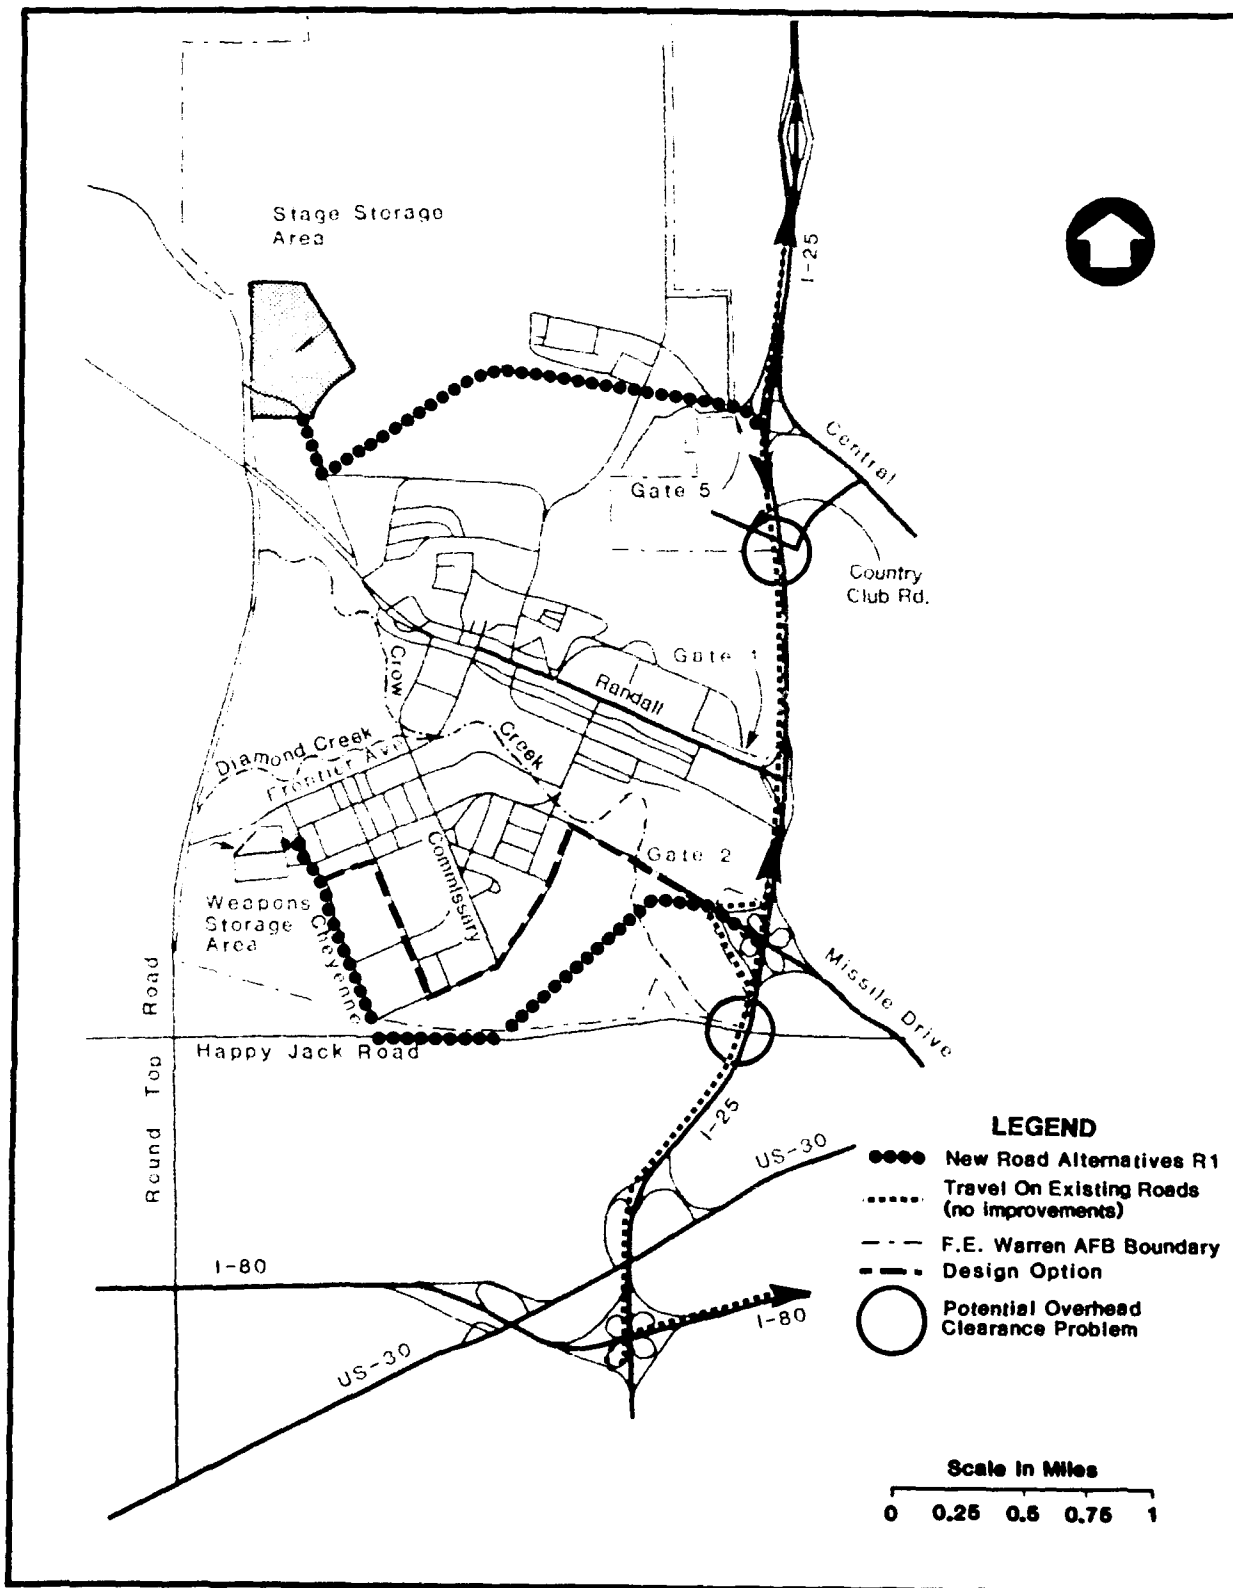 Stage Storage
Area
I-25
Central
Gate 5
Country
Club Rd.
Gate 1
Crow
Randall
Creek
Diamond Creek
Frontier Ave
Gate 2
Commissary
Weapons
Storage
Area
Cheyenne
Missile Drive
Round Top Road
Happy Jack Road
I-25
US-30
LEGEND
New Road Alternatives R1
Travel On Existing Roads
(no improvements)
F.E. Warren AFB Boundary
Design Option
Potential Overhead
Clearance Problem
I-80
I-80
US-30
Scale in Miles
0 0.25 0.5 0.75 1